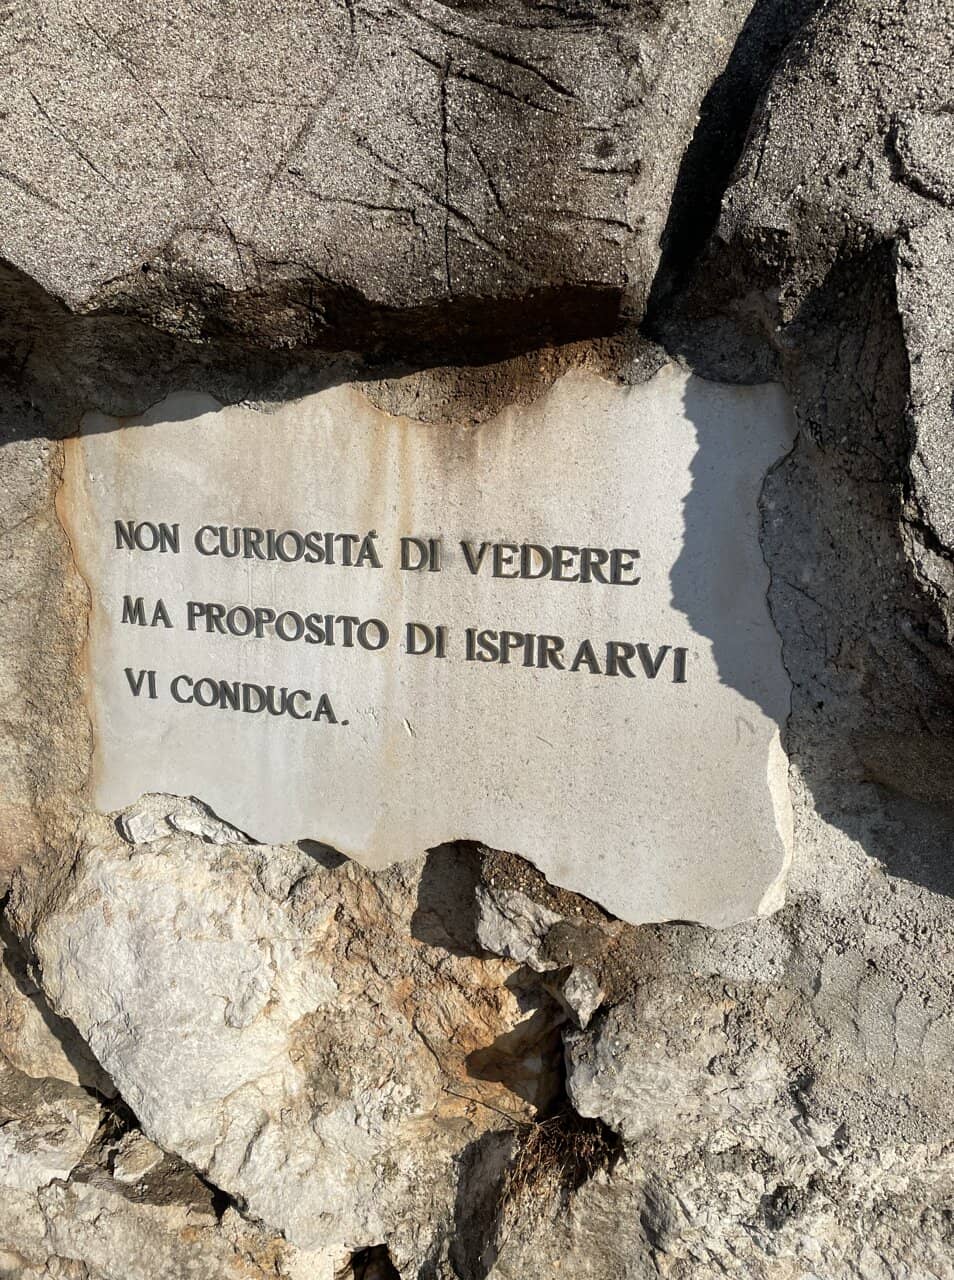 NON CURIOSITÁ DI VEDERE
MA PROPOSITO DI ISPIRARVI
VI CONDUCA.